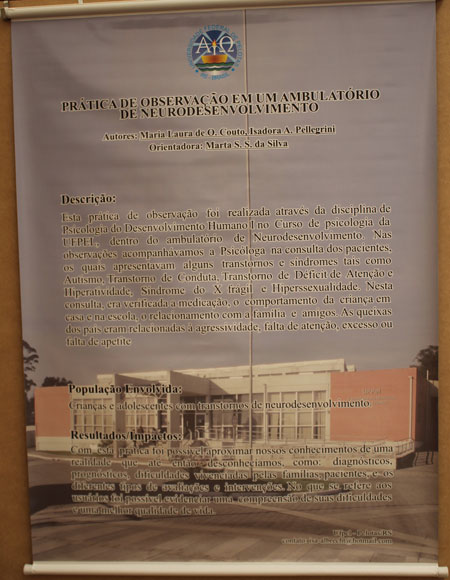 PRÁTICA DE OBSERVAÇÃO EM UM AMBULATÓRIO
DE NEURODESENVOLVIMENTO
Autores: Maria Laura de O. Couto, Isadora A. Pellegrini
Orientadora: Marta S. S. da Silva
Descrição:
Esta prática de observação foi realizada através da disciplina de
Psicologia do Desenvolvimento Humano I no Curso de psicologia da
UFPEL, dentro do ambulatório de Neurodesenvolvimento. Nas
observações acompanhávamos a Psicóloga na consulta dos pacientes,
os quais apresentavam alguns transtornos e síndromes tais como
Autismo, Transtorno de Conduta, Transtorno de Déficit de Atenção e
Hiperatividade, Síndrome do X frágil e Hiperssexualidade. Nesta
consulta, era verificada a medicação, o comportamento da criança em
casa e na escola, o relacionamento com a família e amigos. As queixas
dos pais eram relacionadas à agressividade, falta de atenção, excesso ou
falta de apetite
População Envolvida:
Crianças e adolescentes com transtornos de neurodesenvolvimento
Resultados/Impactos:
Com esta prática foi possível aproximar nossos conhecimentos de uma
realidade que até então desconhecíamos, como: diagnósticos,
prognósticos, dificuldades vivenciadas pelas famílias, pacientes, e os
diferentes tipos de avaliações e intervenções. No que se refere aos
usuários foi possível evidenciar uma compreensão de suas dificuldades
e uma melhor qualidade de vida.